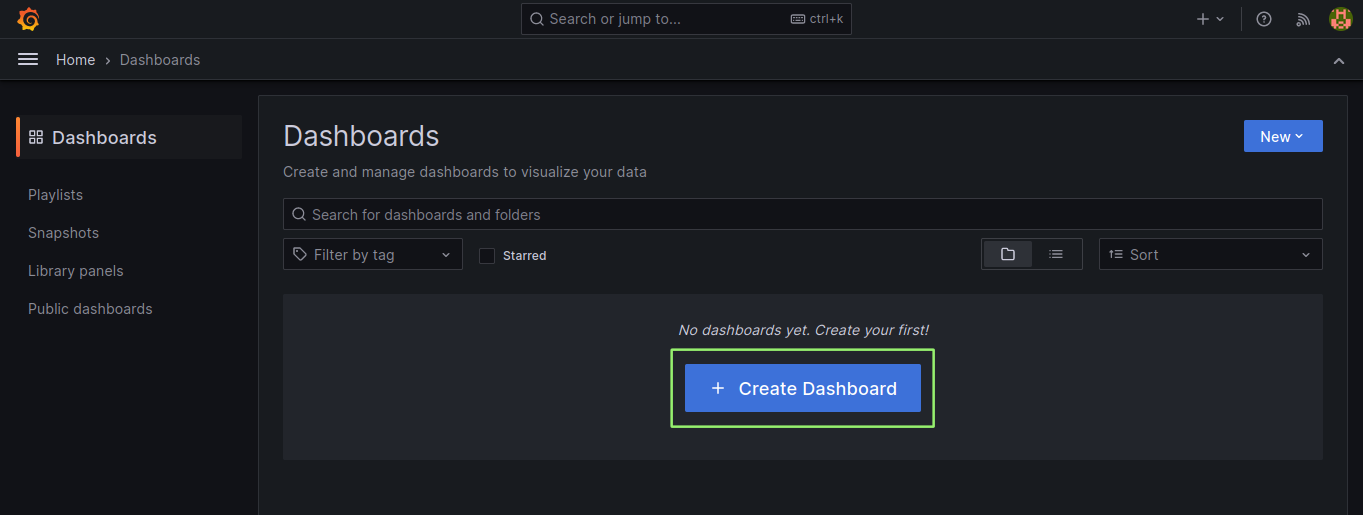 Search or jump to... ctrl+k
Home › Dashboards
Dashboards
Playlists
Snapshots
Library panels
Public dashboards
Dashboards
New
Create and manage dashboards to visualize your data
Search for dashboards and folders
Filter by tag Starred Sort
No dashboards yet. Create your first!
+ Create Dashboard